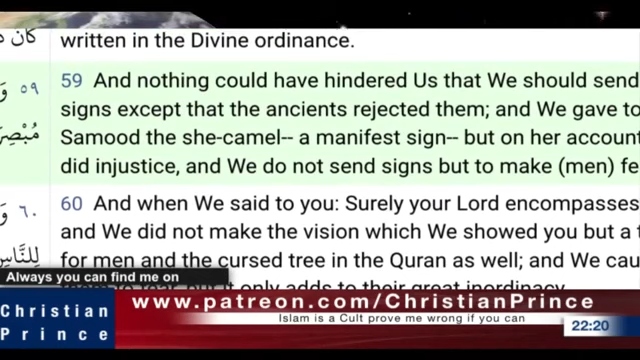 كان
written in the Divine ordinance.
٥٩
59 And nothing could have hindered Us that We should send
signs except that the ancients rejected them; and We gave to
Samood the she-camel-- a manifest sign-- but on her account
did injustice, and We do not send signs but to make (men)
٦٠
60 And when We said to you: Surely your Lord encompasses
and We did not make the vision which We showed you but a
for men and the cursed tree in the Quran as well; and We
only adds to their great inordinacy.
Always you can find me on
Christian
Prince
www.patreon.com/ChristianPrince
Islam is a Cult prove me wrong if you can
22:20